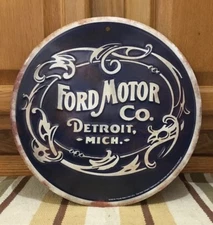 FORD MOTOR
CO.
DETROIT,
-MICH.-